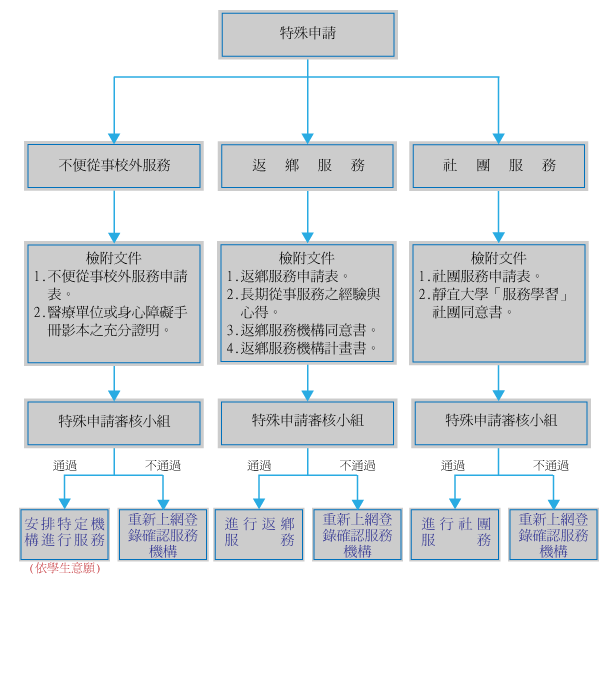 特殊申請
不便從事校外服務
返鄉服務
社團服務
檢附文件
1.不便從事校外服務申請
表。
2.醫療單位或身心障礙手
冊影本之充分證明。
檢附文件
1.返鄉服務申請表。
2.長期從事服務之經驗與
心得。
3.返鄉服務機構同意書。
4.返鄉服務機構計畫書。
檢附文件
1.社團服務申請表。
2.靜宜大學「服務學習」
社團同意書。
特殊申請審核小組
特殊申請審核小組
特殊申請審核小組
通過
不通過
通過
不通過
通過
不通過
安排特定機
構進行服務
重新上網登
錄確認服務
機構
進行返鄉
服務
重新上網登
錄確認服務
機構
進行社團
服務
重新上網登
錄確認服務
機構
(依學生意願)